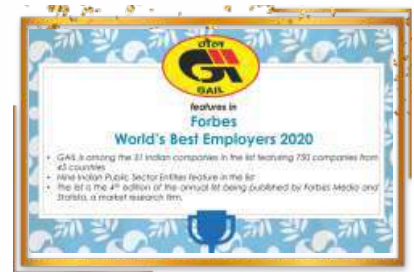 गेल
GAIL
features in
Forbes
World's Best Employers 2020
• GAIL is among the 31 Indian companies in the list featuring 750 companies from
45 countries
• Nine Indian Public Sector Entities feature in the list
• The list is the 4th edition of the annual list being published by Forbes Media and
Statista, a market research firm.